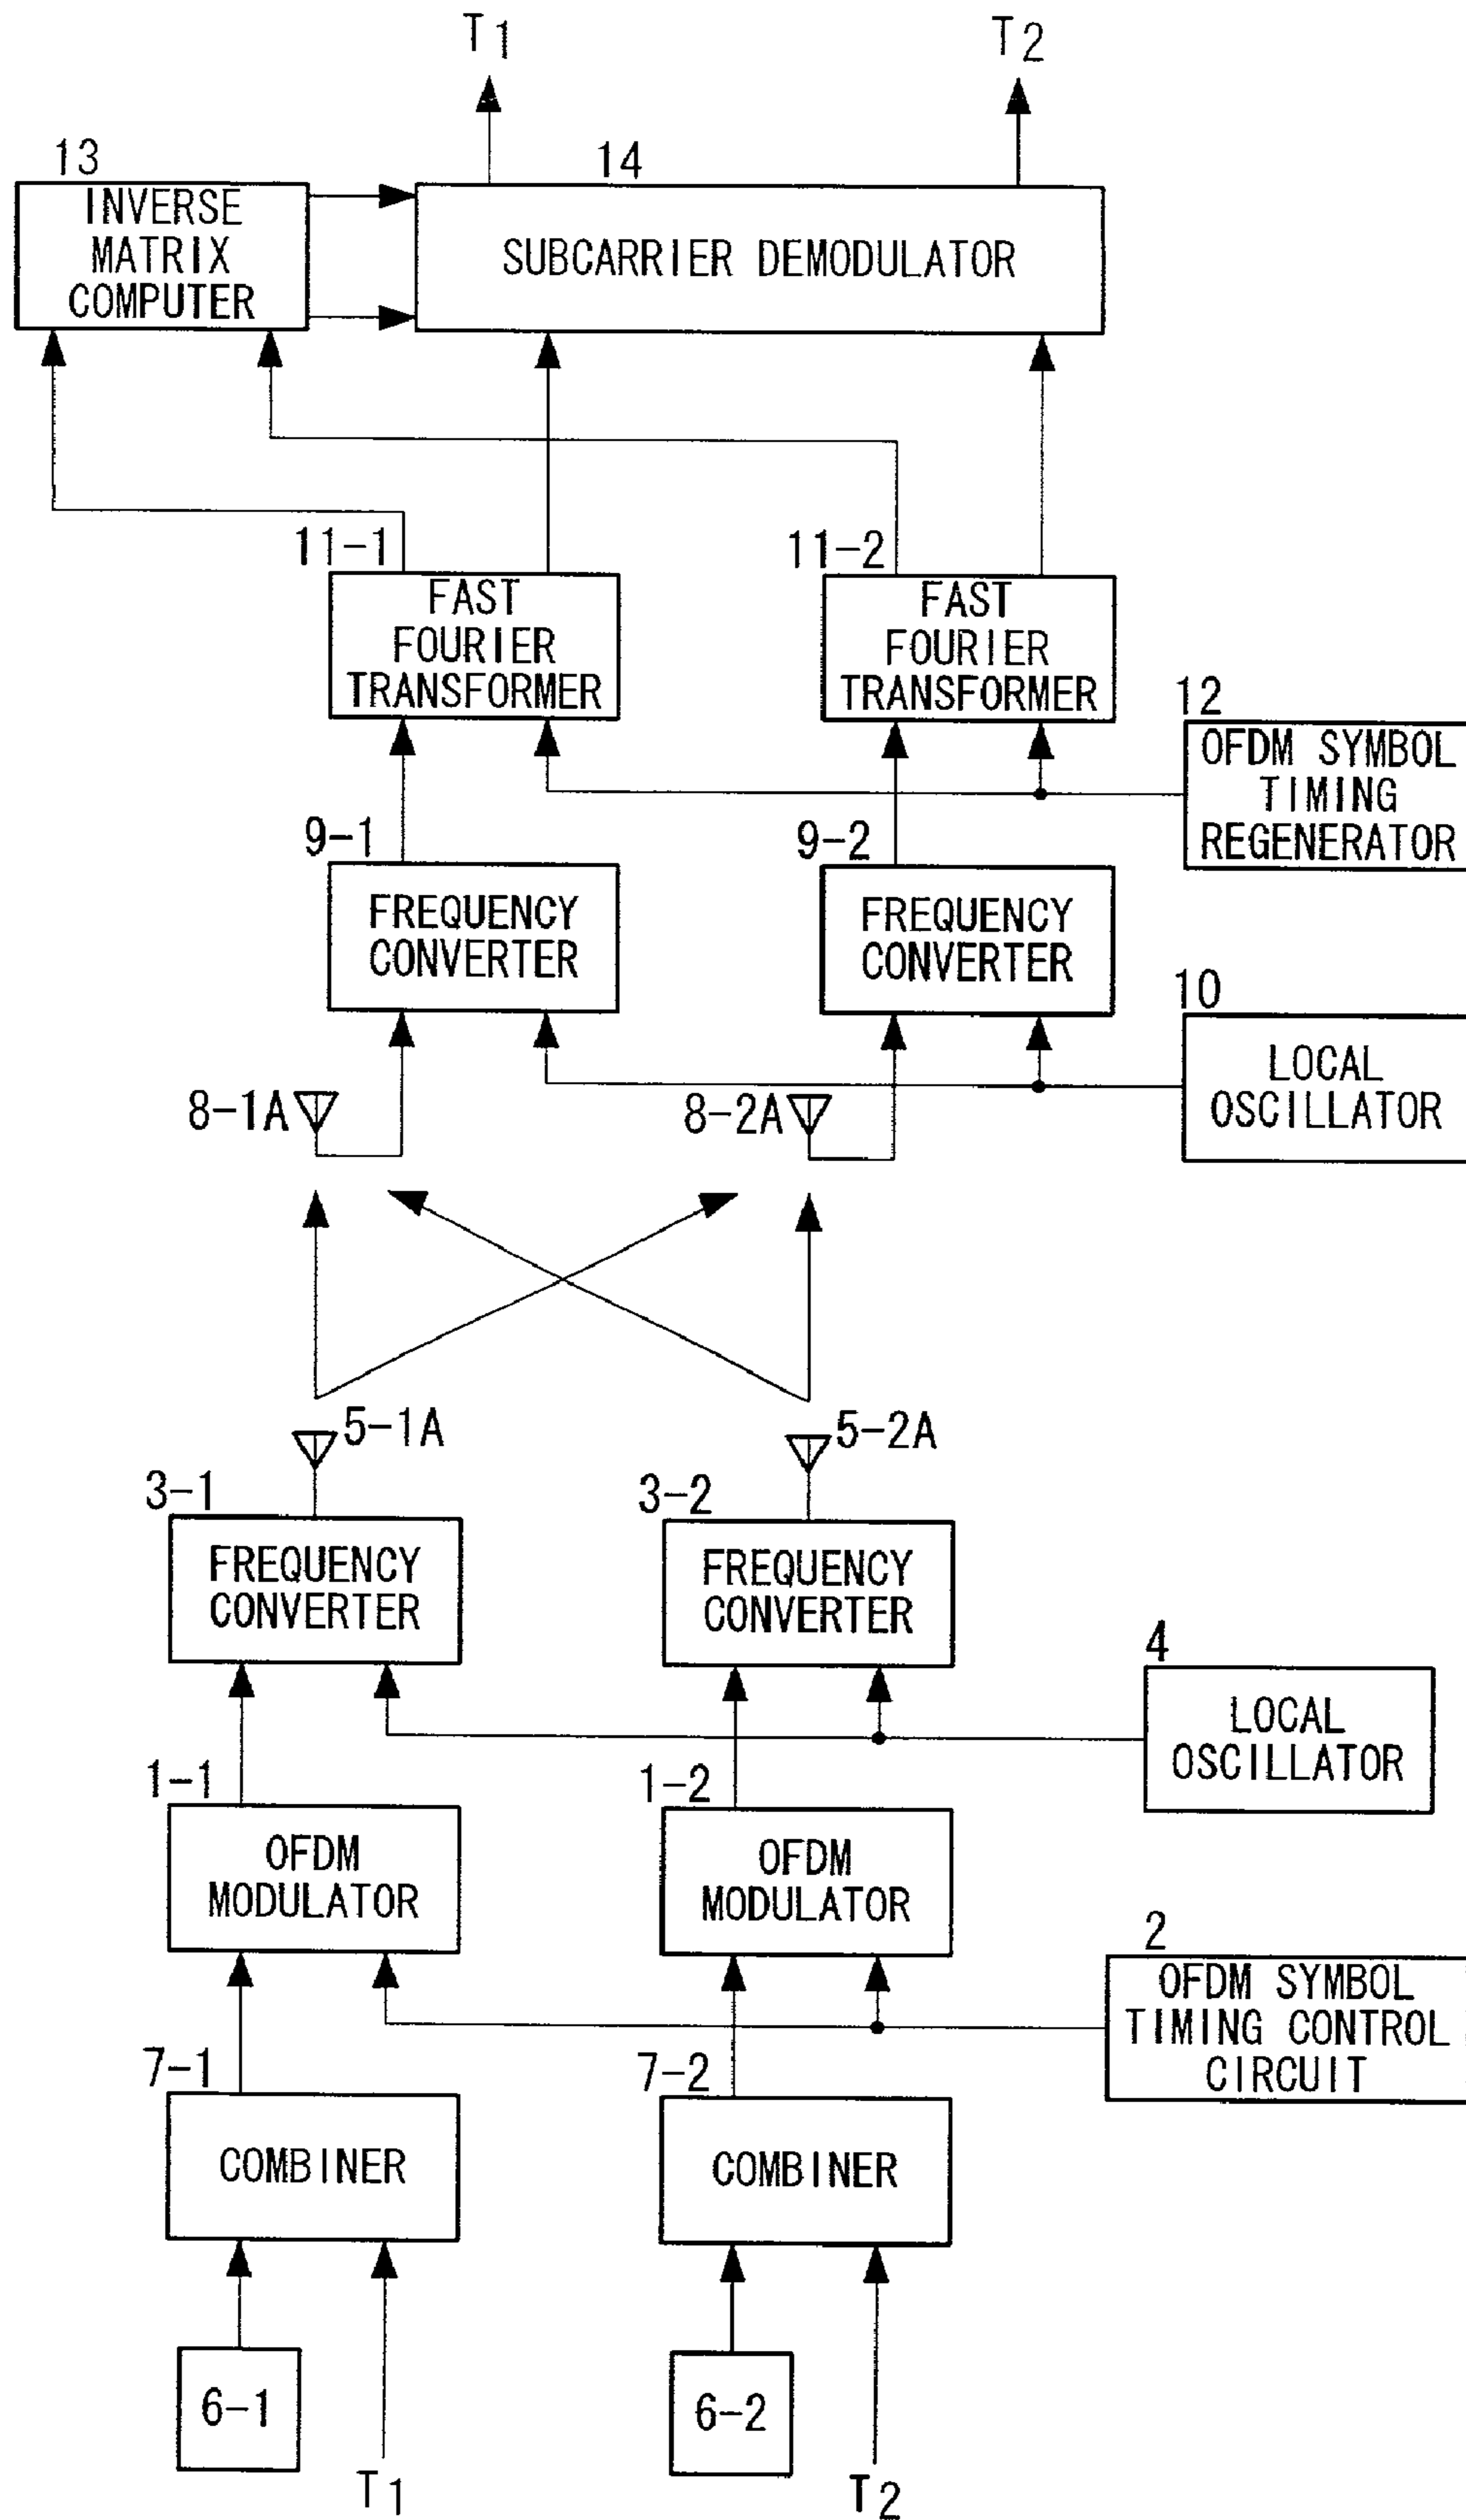 T1
T2
13
INVERSE
MATRIX
COMPUTER
14
SUBCARRIER DEMODULATOR
11-1
FAST
FOURIER
TRANSFORMER
11-2
FAST
FOURIER
TRANSFORMER
12
OFDM SYMBOL
TIMING
REGENERATOR
9-1
FREQUENCY
CONVERTER
9-2
FREQUENCY
CONVERTER
10
LOCAL
OSCILLATOR
8-1A
8-2A
5-1A
5-2A
3-1
FREQUENCY
CONVERTER
3-2
FREQUENCY
CONVERTER
4
LOCAL
OSCILLATOR
1-1
OFDM
MODULATOR
1-2
OFDM
MODULATOR
2
OFDM SYMBOL
TIMING CONTROL
CIRCUIT
7-1
COMBINER
7-2
COMBINER
6-1
T1
6-2
T2